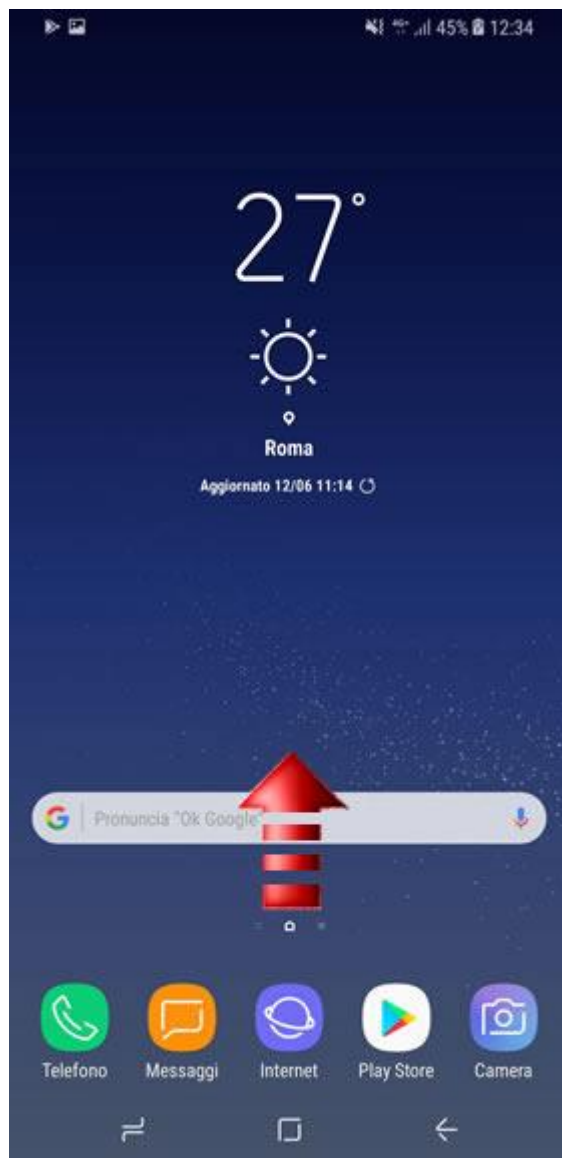 45% 12:34
27°
Roma
Aggiornato 12/06 11:14
G Pronuncia "Ok Google"
Telefono Messaggi Internet Play Store Camera